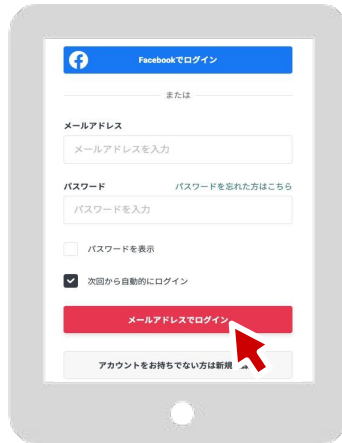 Facebookでログイン
または
メールアドレス
メールアドレスを入力
パスワード パスワードを忘れた方はこちら
パスワードを入力
パスワードを表示
次回から自動的にログイン
メールアドレスでログイン
アカウントをお持ちでない方は新規